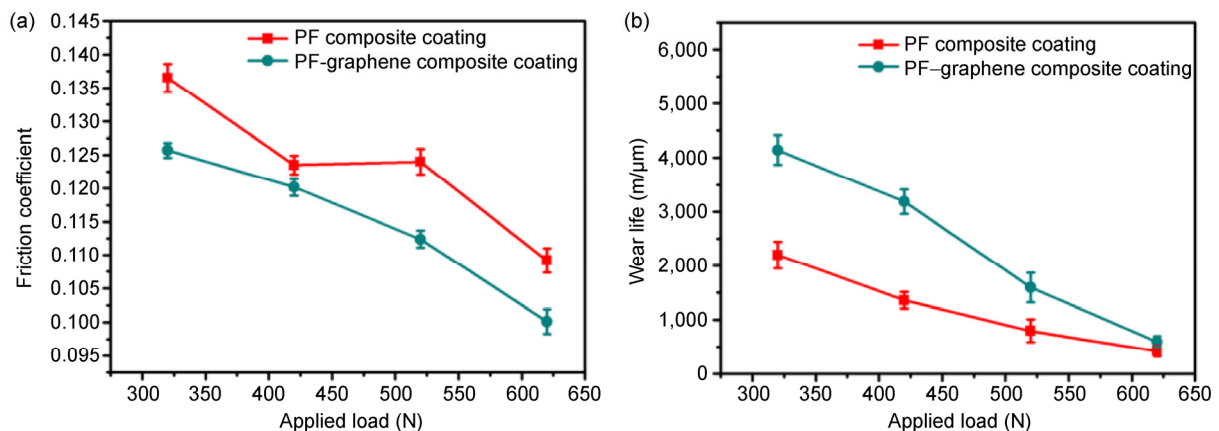 (a)
0.145
0.140
0.135
0.130
0.125
0.120
0.115
0.110
0.105
0.100
0.095
Friction coefficient
PF composite coating
PF-graphene composite coating
300 350 400 450 500 550 600 650
Applied load (N)
(b)
6,000
5,000
4,000
3,000
2,000
1,000
0
Wear life (m/μm)
PF composite coating
PF–graphene composite coating
300 350 400 450 500 550 600 650
Applied load (N)